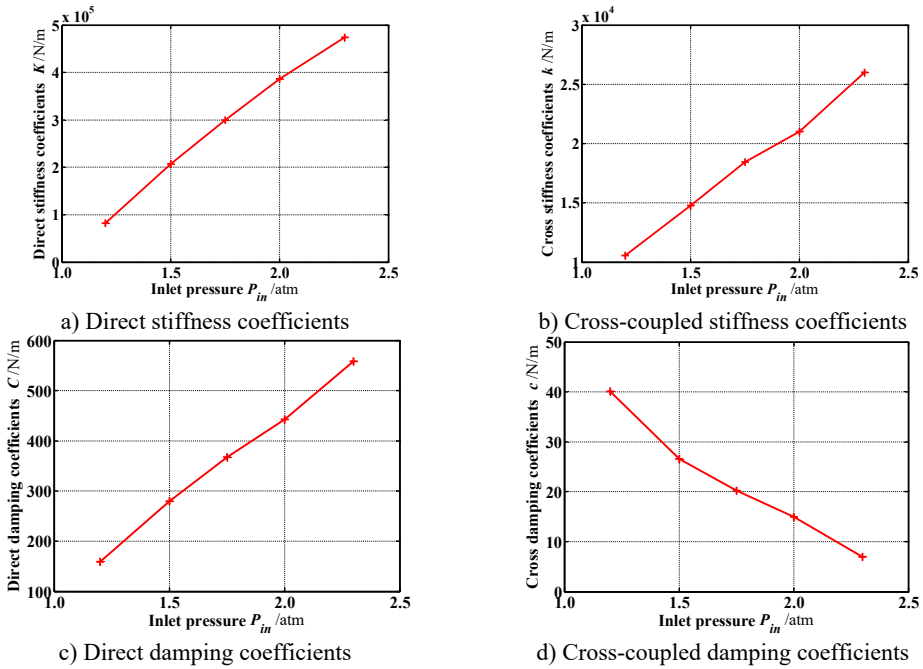 5 x 10⁵
4
3
2
1
0
1.0 1.5 2.0 2.5
Direct stiffness coefficients K /N/m
Inlet pressure P_in /atm
a) Direct stiffness coefficients
3 x 10⁴
2.5
2
1.5
1
1.0 1.5 2.0 2.5
Cross stiffness coefficients k /N/m
Inlet pressure P_in /atm
b) Cross-coupled stiffness coefficients
600
500
400
300
200
100
1.0 1.5 2.0 2.5
Direct damping coefficients C /N/m
Inlet pressure P_in /atm
c) Direct damping coefficients
50
40
30
20
10
0
1.0 1.5 2.0 2.5
Cross damping coefficients c /N/m
Inlet pressure P_in /atm
d) Cross-coupled damping coefficients